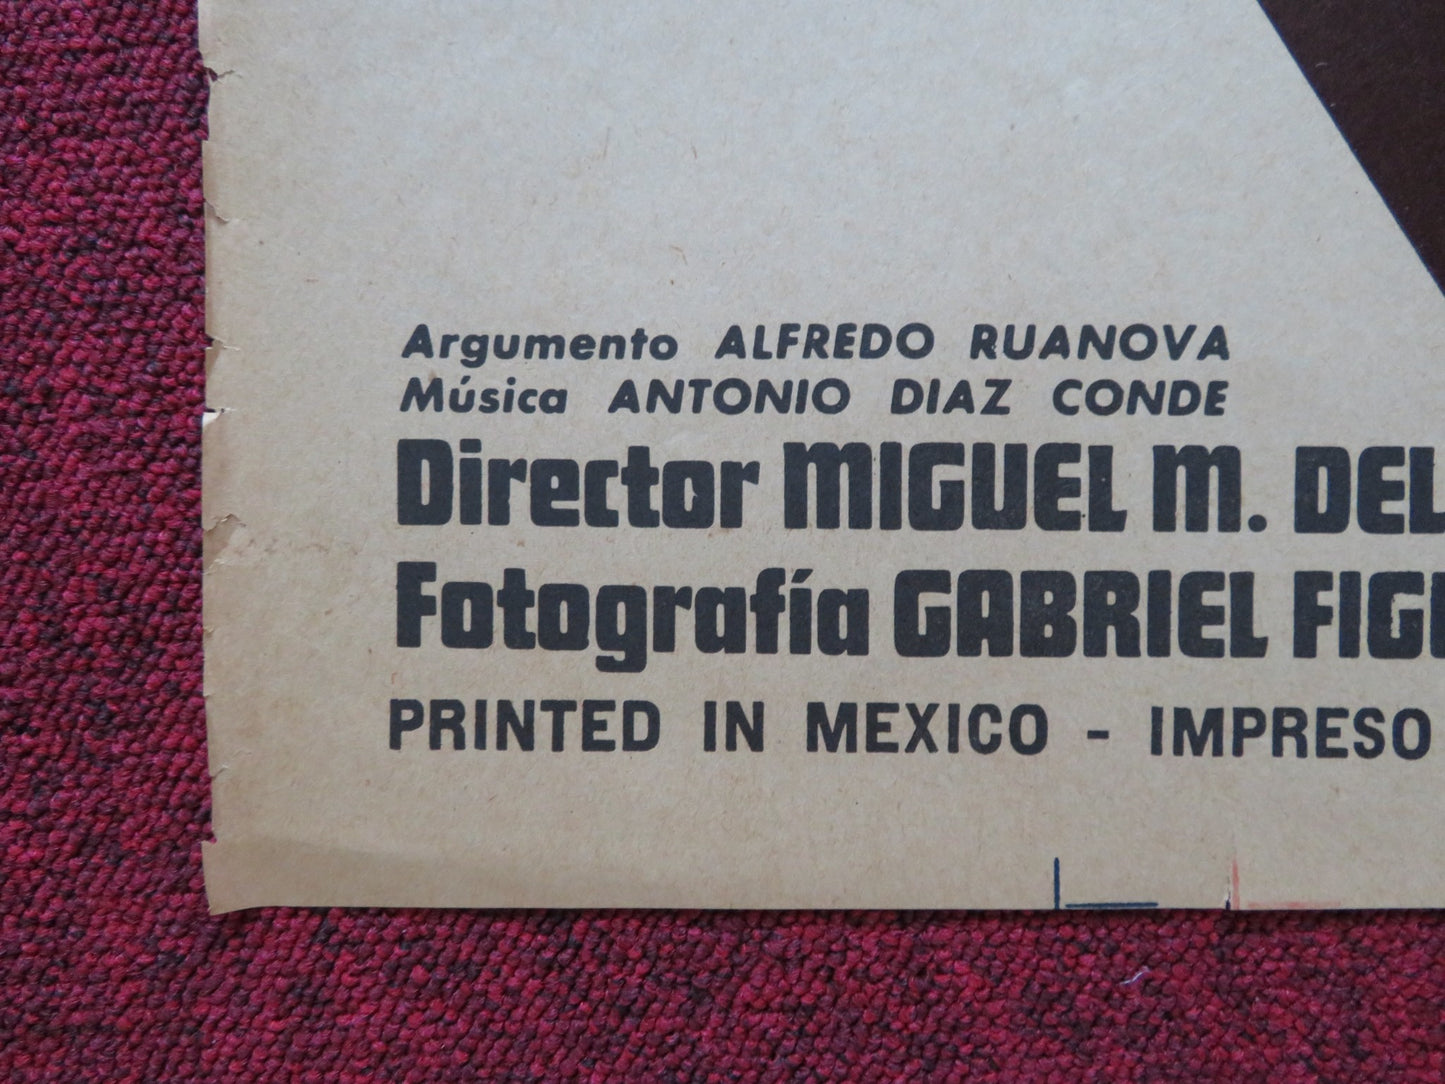 Argumento ALFREDO RUANOVA
Música ANTONIO DIAZ CONDE
Director MIGUEL M. DEL
Fotografía GABRIEL FIG
PRINTED IN MEXICO - IMPRESO